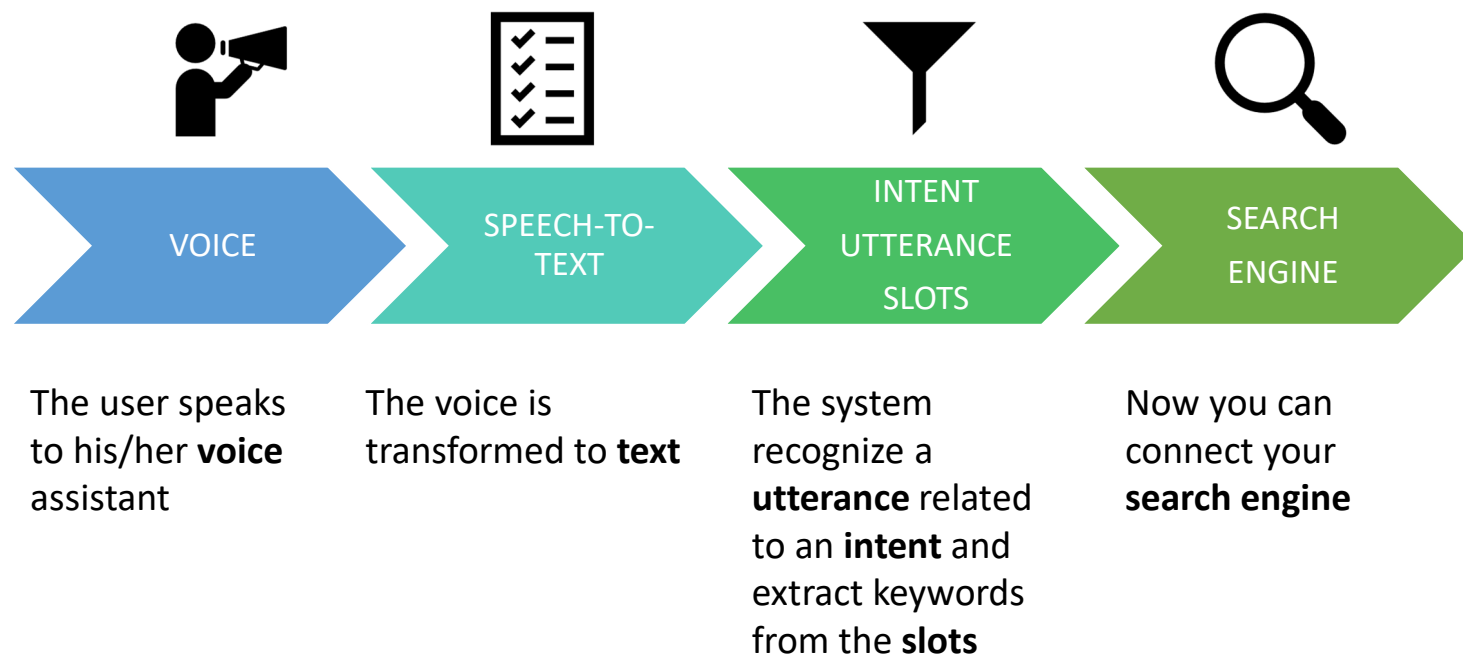 VOICE
SPEECH-TO-
TEXT
INTENT
UTTERANCE
SLOTS
SEARCH
ENGINE
The user speaks
to his/her voice
assistant
The voice is
transformed to text
The system
recognize a
utterance related
to an intent and
extract keywords
from the slots
Now you can
connect your
search engine